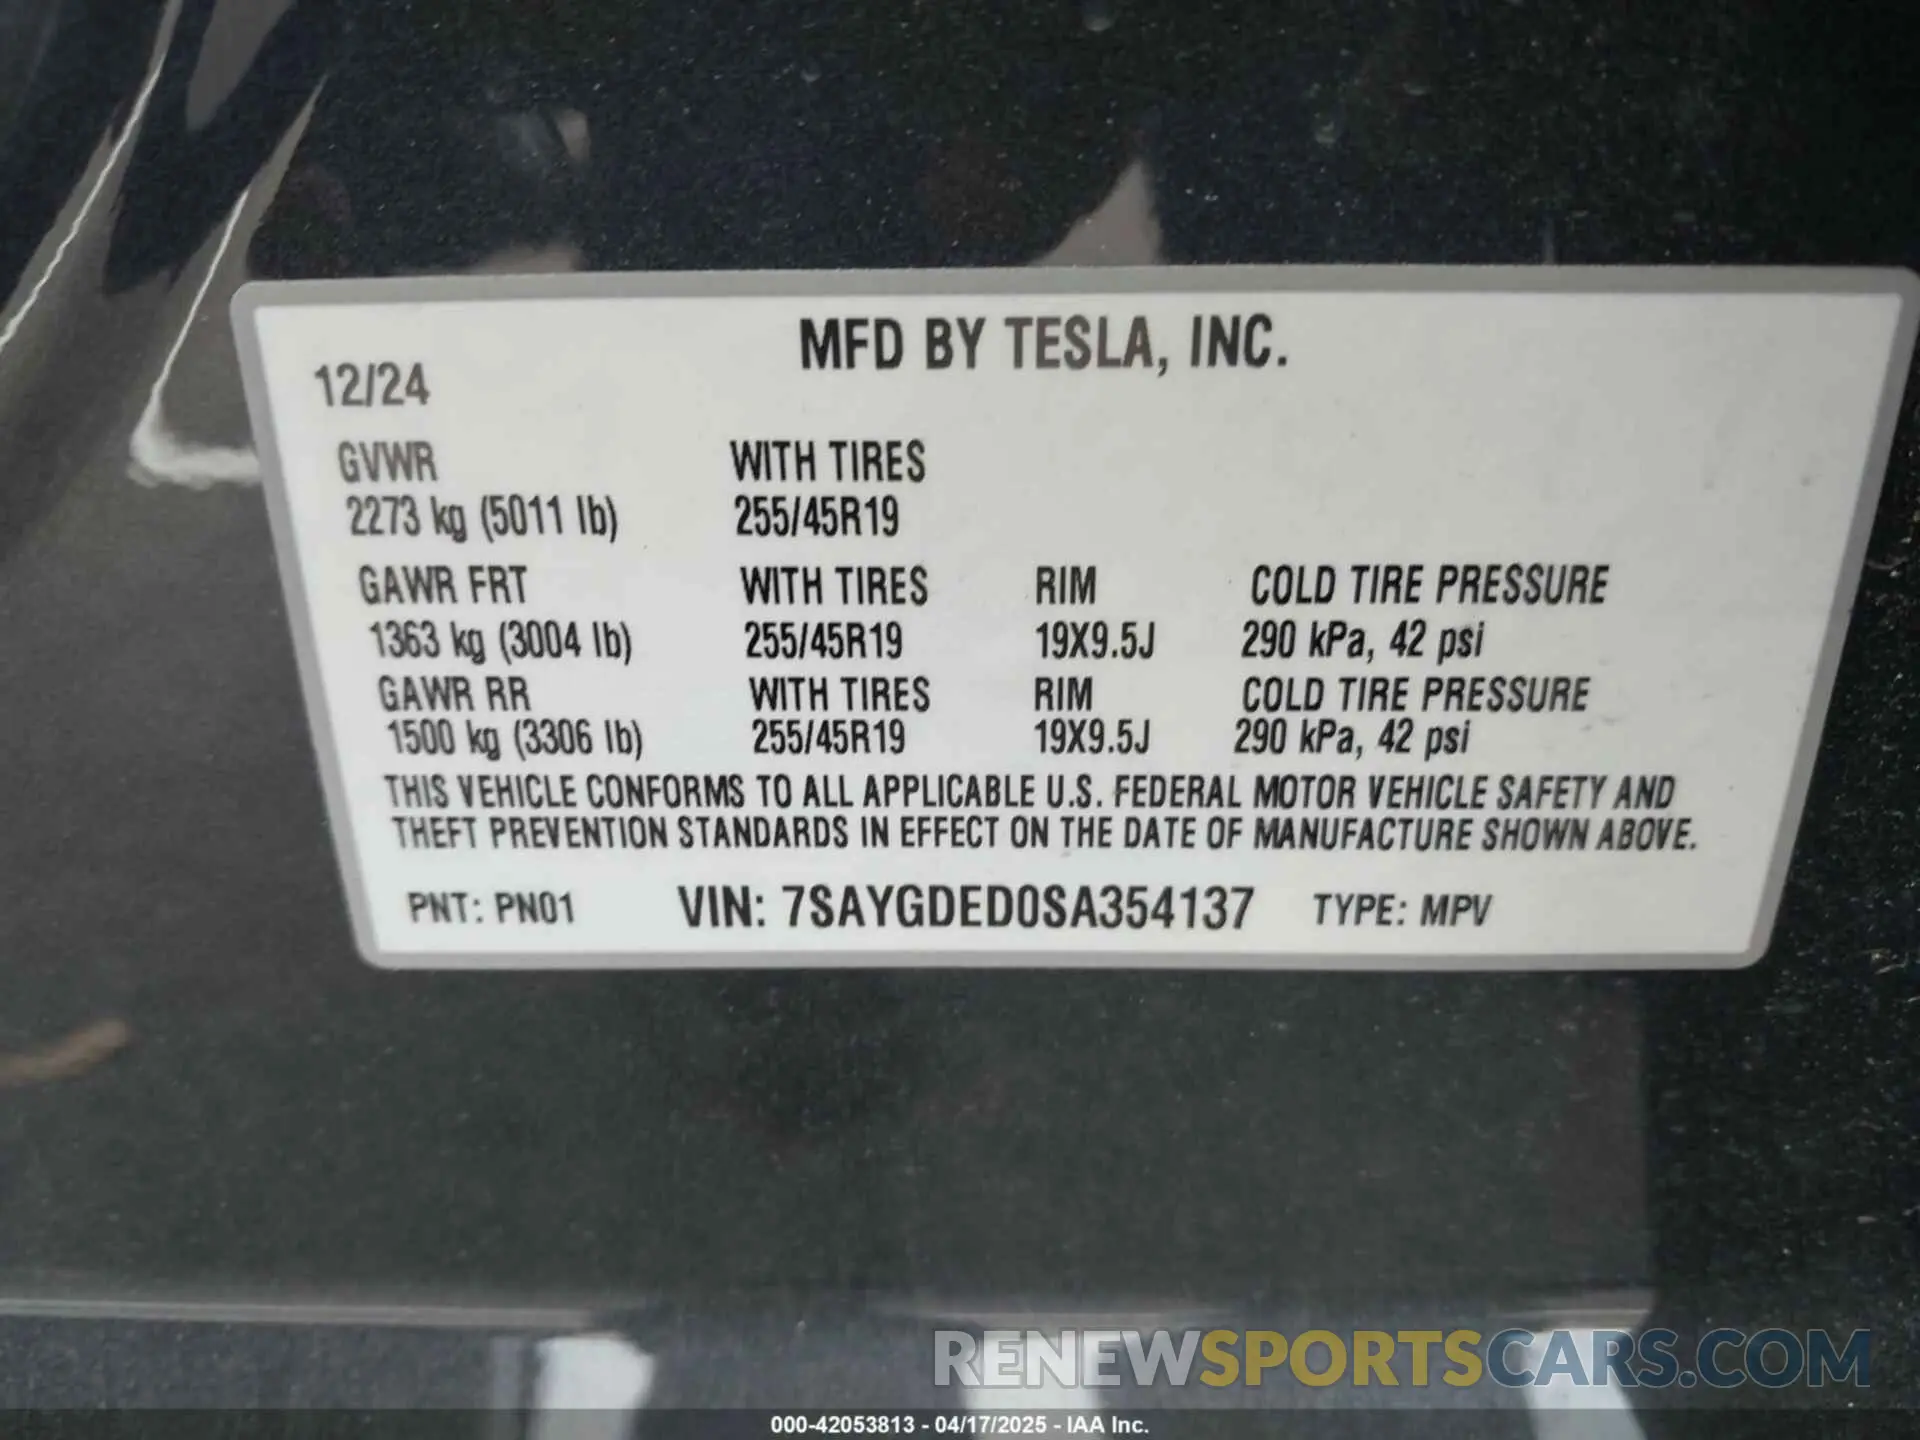 MFD BY TESLA, INC.
12/24
GVWR WITH TIRES
2273 kg (5011 lb) 255/45R19
GAWR FRT WITH TIRES RIM COLD TIRE PRESSURE
1363 kg (3004 lb) 255/45R19 19X9.5J 290 kPa, 42 psi
GAWR RR WITH TIRES RIM COLD TIRE PRESSURE
1500 kg (3306 lb) 255/45R19 19X9.5J 290 kPa, 42 psi
THIS VEHICLE CONFORMS TO ALL APPLICABLE U.S. FEDERAL MOTOR VEHICLE SAFETY AND
THEFT PREVENTION STANDARDS IN EFFECT ON THE DATE OF MANUFACTURE SHOWN ABOVE.
PNT: PN01 VIN: 7SAYGDED0SA354137 TYPE: MPV
RENEWSPORTSCARS.COM
000-42053813 - 04/17/2025 - IAA Inc.